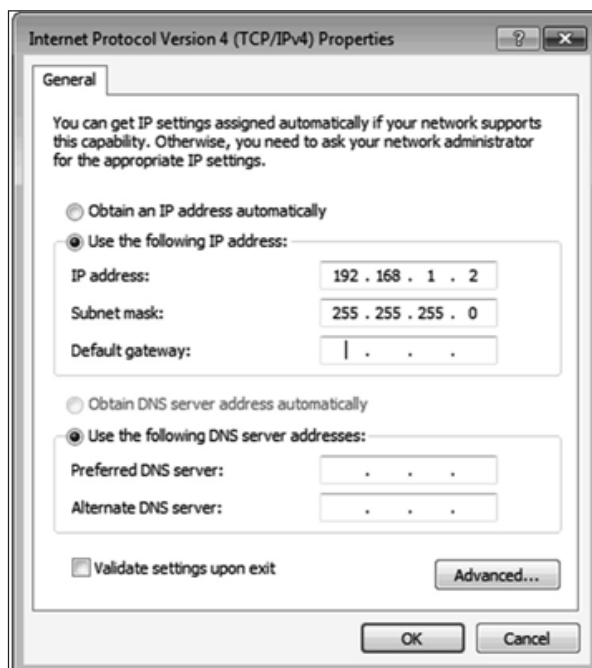 Internet Protocol Version 4 (TCP/IPv4) Properties
?
General
You can get IP settings assigned automatically if your network supports
this capability. Otherwise, you need to ask your network administrator
for the appropriate IP settings.
Obtain an IP address automatically
Use the following IP address:
IP address: 192 . 168 . 1 . 2
Subnet mask: 255 . 255 . 255 . 0
Default gateway: . . .
Obtain DNS server address automatically
Use the following DNS server addresses:
Preferred DNS server: . . .
Alternate DNS server: . . .
Validate settings upon exit
Advanced...
OK Cancel